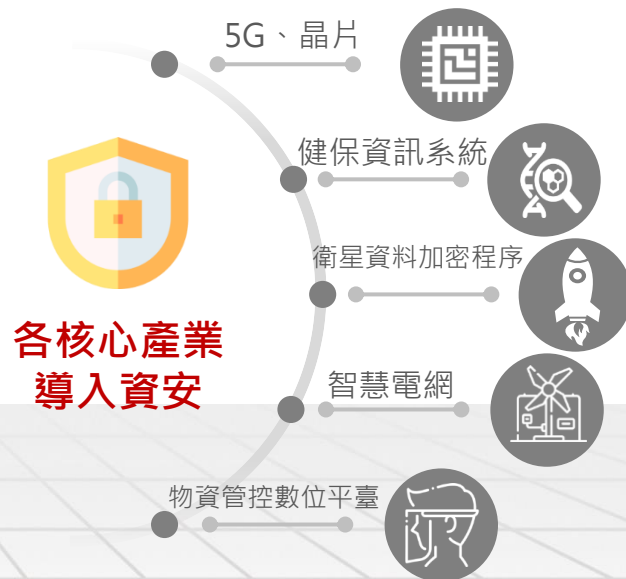 5G、晶片
健保資訊系統
衛星資料加密程序
各核心產業
導入資安
智慧電網
物資管控數位平臺